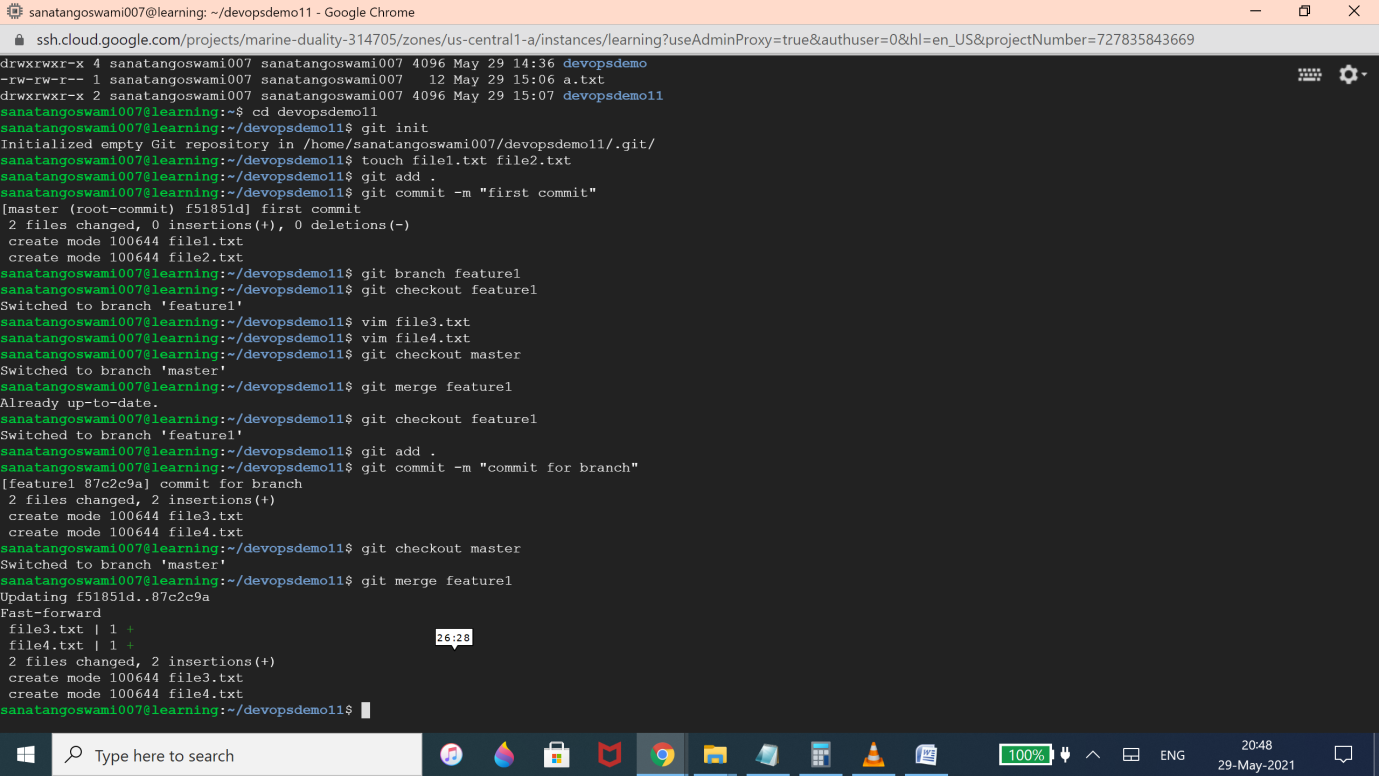 sanatangoswami007@learning: ~/devopsdemo11 - Google Chrome
ssh.cloud.google.com/projects/marine-duality-314705/zones/us-central1-a/instances/learning?useAdminProxy=true&authuser=0&hl=en_US&projectNumber=727835843669
drwxrwxr-x 4 sanatangoswami007 sanatangoswami007 4096 May 29 14:36 devopsdemo
-rw-rw-r-- 1 sanatangoswami007 sanatangoswami007   12 May 29 15:06 a.txt
drwxrwxr-x 2 sanatangoswami007 sanatangoswami007 4096 May 29 15:07 devopsdemo11
sanatangoswami007@learning:~$ cd devopsdemo11
sanatangoswami007@learning:~/devopsdemo11$ git init
Initialized empty Git repository in /home/sanatangoswami007/devopsdemo11/.git/
sanatangoswami007@learning:~/devopsdemo11$ touch file1.txt file2.txt
sanatangoswami007@learning:~/devopsdemo11$ git add .
sanatangoswami007@learning:~/devopsdemo11$ git commit -m "first commit"
[master (root-commit) f51851d] first commit
 2 files changed, 0 insertions(+), 0 deletions(-)
 create mode 100644 file1.txt
 create mode 100644 file2.txt
sanatangoswami007@learning:~/devopsdemo11$ git branch feature1
sanatangoswami007@learning:~/devopsdemo11$ git checkout feature1
Switched to branch 'feature1'
sanatangoswami007@learning:~/devopsdemo11$ vim file3.txt
sanatangoswami007@learning:~/devopsdemo11$ vim file4.txt
sanatangoswami007@learning:~/devopsdemo11$ git checkout master
Switched to branch 'master'
sanatangoswami007@learning:~/devopsdemo11$ git merge feature1
Already up-to-date.
sanatangoswami007@learning:~/devopsdemo11$ git checkout feature1
Switched to branch 'feature1'
sanatangoswami007@learning:~/devopsdemo11$ git add .
sanatangoswami007@learning:~/devopsdemo11$ git commit -m "commit for branch"
[feature1 87c2c9a] commit for branch
 2 files changed, 2 insertions(+)
 create mode 100644 file3.txt
 create mode 100644 file4.txt
sanatangoswami007@learning:~/devopsdemo11$ git checkout master
Switched to branch 'master'
sanatangoswami007@learning:~/devopsdemo11$ git merge feature1
Updating f51851d..87c2c9a
Fast-forward
 file3.txt | 1 +
26:28
 file4.txt | 1 +
 2 files changed, 2 insertions(+)
 create mode 100644 file3.txt
 create mode 100644 file4.txt
sanatangoswami007@learning:~/devopsdemo11$
Type here to search
100%
ENG
20:48
29-May-2021